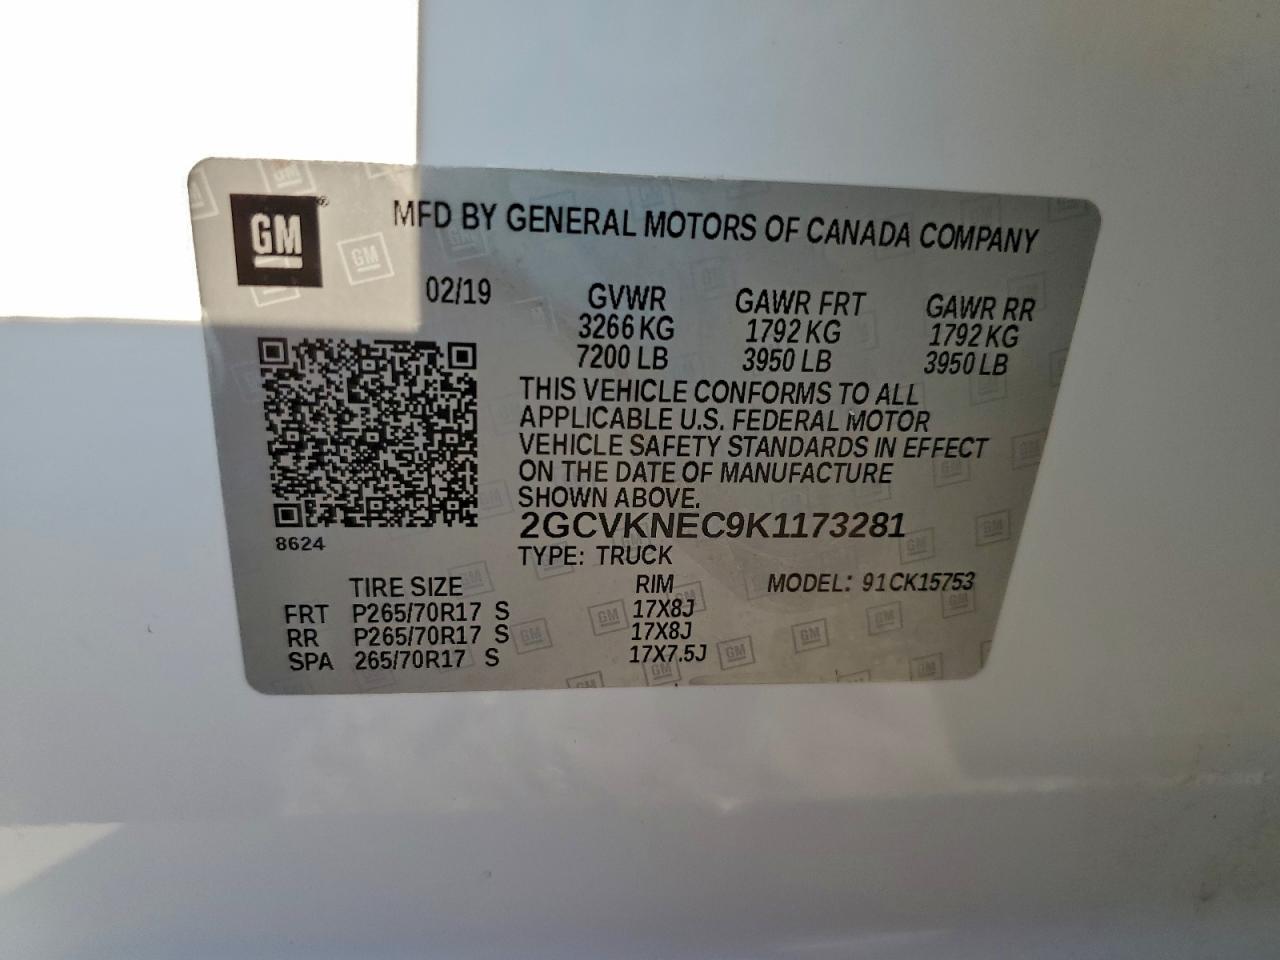 GM
MFD BY GENERAL MOTORS OF CANADA COMPANY
02/19 GVWR GAWR FRT GAWR RR
3266 KG 1792 KG 1792 KG
7200 LB 3950 LB 3950 LB
THIS VEHICLE CONFORMS TO ALL
APPLICABLE U.S. FEDERAL MOTOR
VEHICLE SAFETY STANDARDS IN EFFECT
ON THE DATE OF MANUFACTURE
SHOWN ABOVE.
2GCVKNEC9K1173281
8624
TYPE: TRUCK
TIRE SIZE RIM MODEL: 91CK15753
FRT P265/70R17 S 17X8J
RR P265/70R17 S 17X8J
SPA 265/70R17 S 17X7.5J